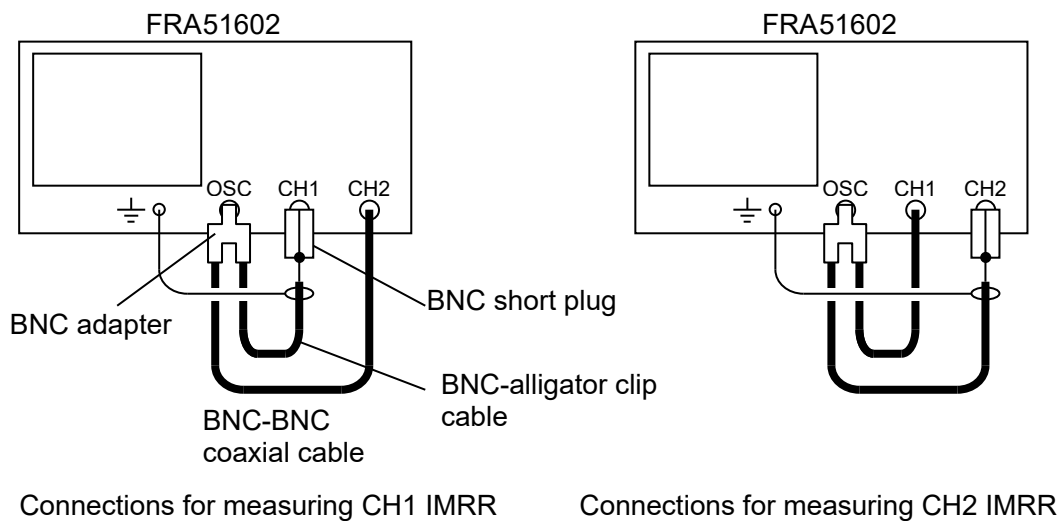 FRA51602
FRA51602
OSC CH1 CH2
OSC CH1 CH2
BNC short plug
BNC adapter
BNC-alligator clip
cable
BNC-BNC
coaxial cable
Connections for measuring CH1 IMRR
Connections for measuring CH2 IMRR